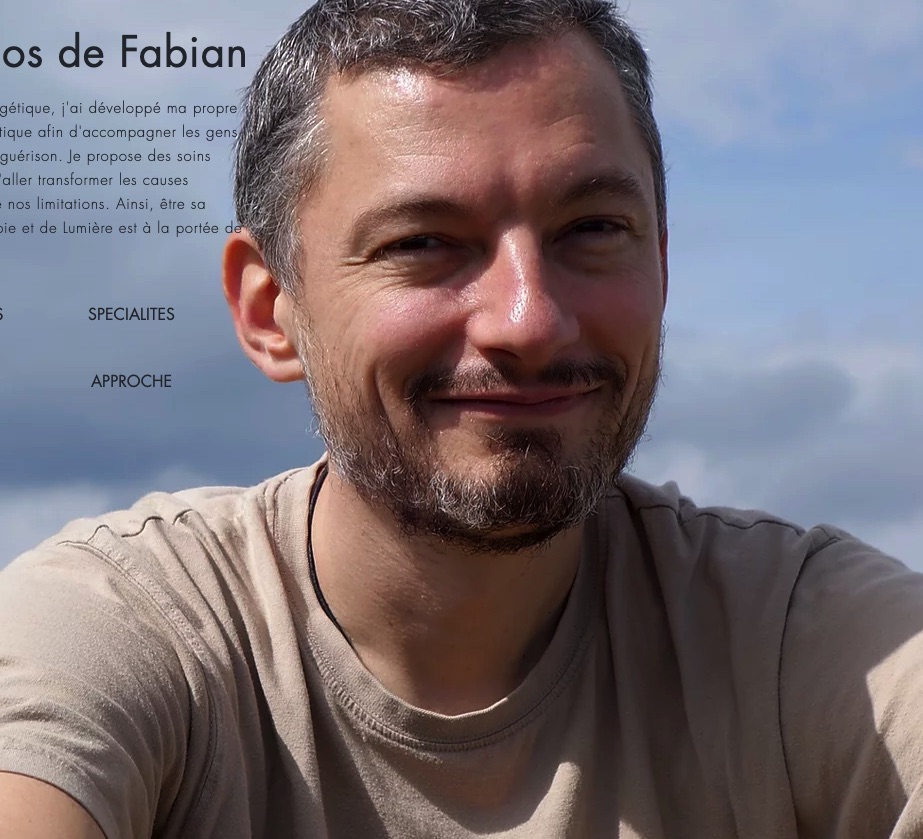 os de Fabian
gétique, j'ai développé ma propre
tique afin d'accompagner les gens
guérison. Je propose des soins
'aller transformer les causes
e nos limitations. Ainsi, être sa
oie et de Lumière est à la portée de
S
SPECIALITES
APPROCHE